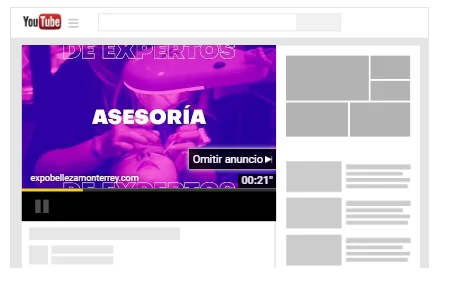 YouTube
DE EXPERTOS
ASESORÍA
Omitir anuncio
expobellezamonterrey.com
00:21"
DE EXPERTOS